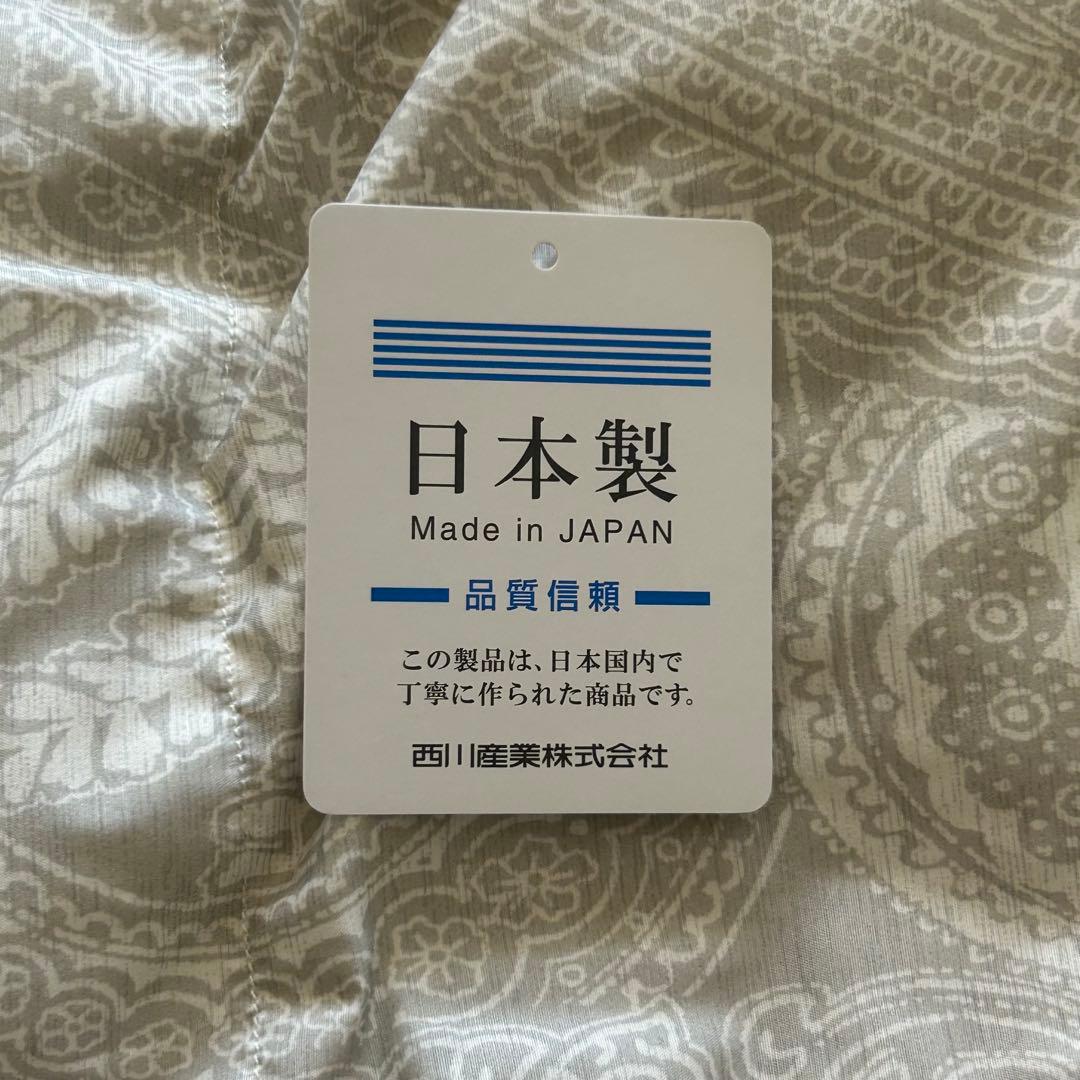 日本製
Made in JAPAN
品質信頼
この製品は、日本国内で
丁寧に作られた商品です。
西川産業株式会社